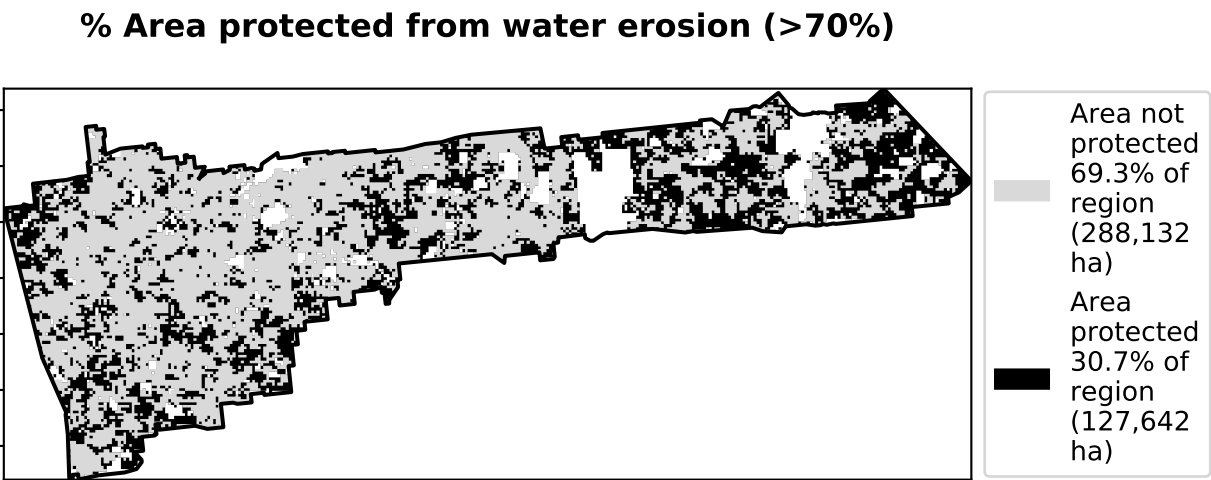 % Area protected from water erosion (>70%)
Area not
protected
69.3% of
region
(288,132
ha)
Area
protected
30.7% of
region
(127,642
ha)